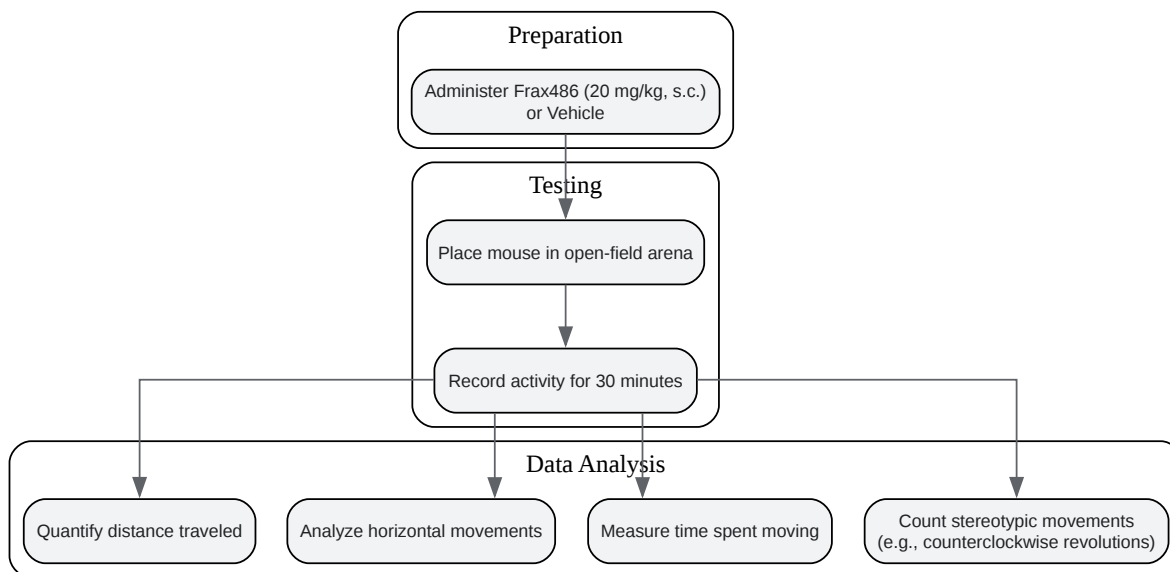 Preparation
Administer Frax486 (20 mg/kg, s.c.)
or Vehicle
Testing
Place mouse in open-field arena
Record activity for 30 minutes
Data Analysis
Quantify distance traveled
Analyze horizontal movements
Measure time spent moving
Count stereotypic movements
(e.g., counterclockwise revolutions)